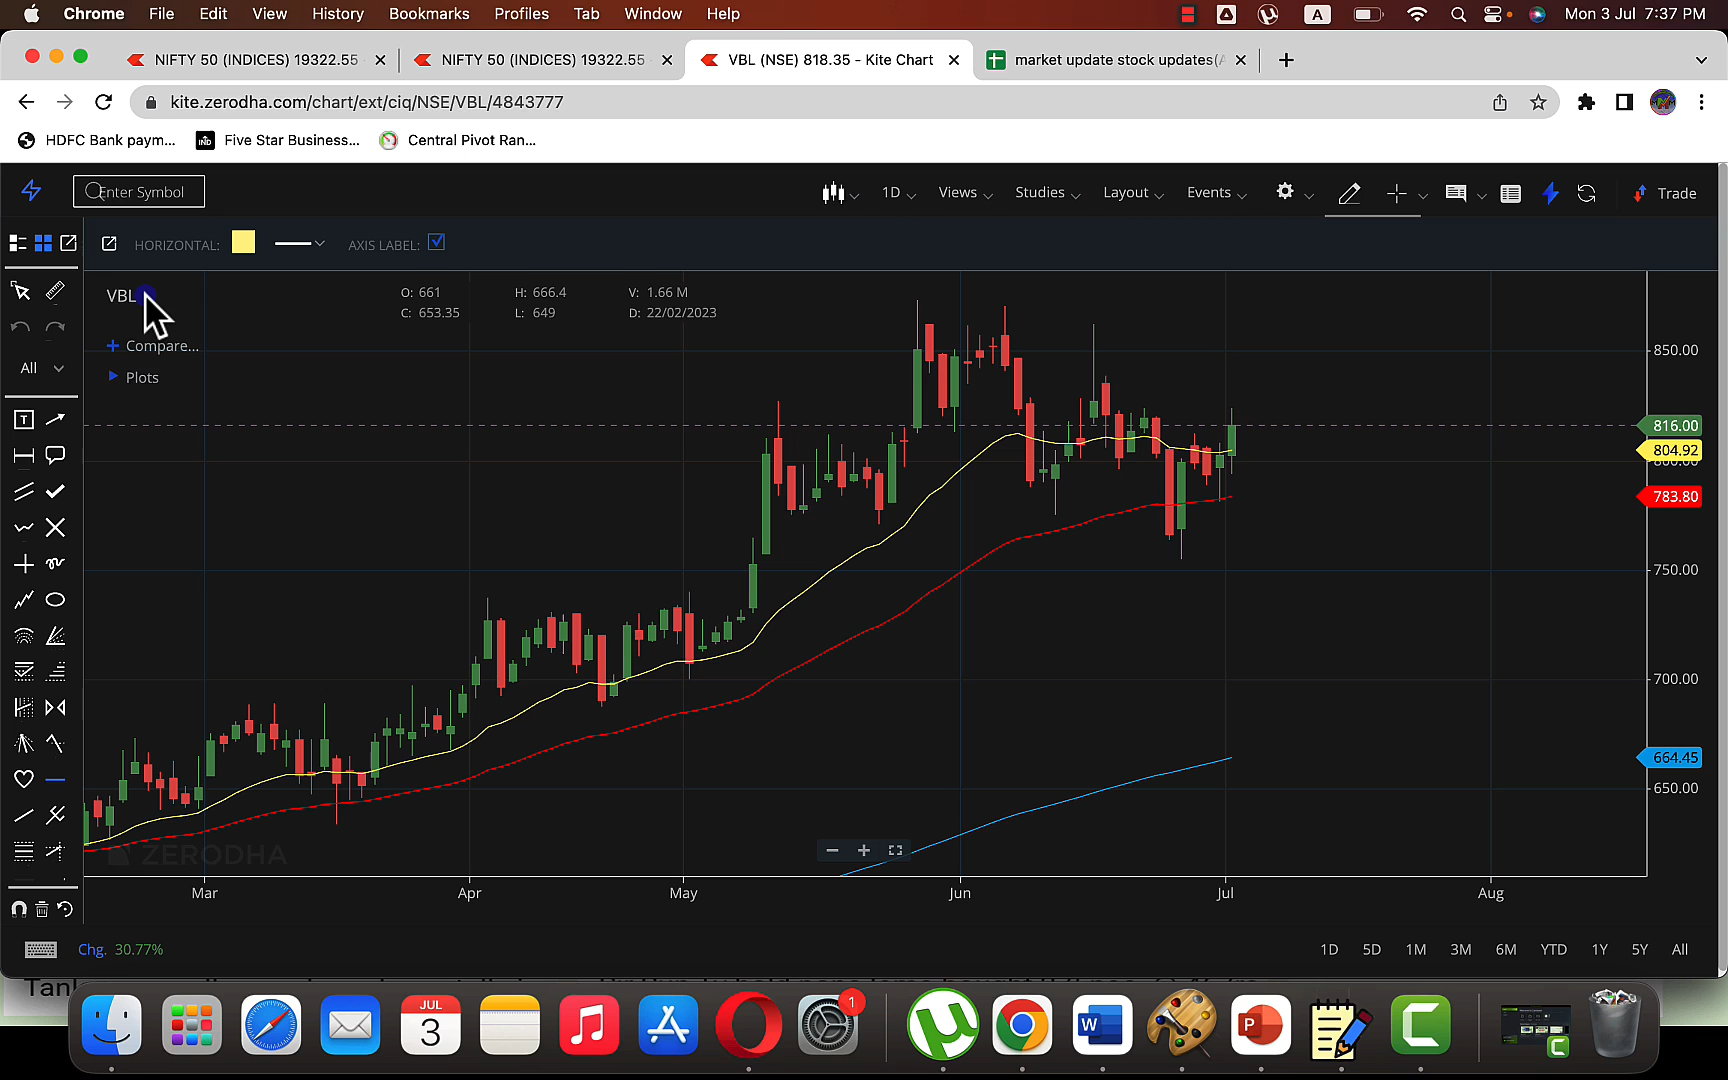 Chrome File Edit View History Bookmarks Profiles Tab Window Help A Mon 3 Jul 7:37 PM
NIFTY 50 (INDICES) 19322.55 NIFTY 50 (INDICES) 19322.55 VBL (NSE) 818.35 - Kite Chart market update stock updates(A
kite.zerodha.com/chart/ext/ciq/NSE/VBL/4843777
HDFC Bank paym... IND Five Star Business... Central Pivot Ran...
Enter Symbol 1D Views Studies Layout Events Trade
HORIZONTAL: AXIS LABEL:
VBL O: 661 H: 666.4 V: 1.66 M
C: 653.35 L: 649 D: 22/02/2023
+ Compare...
850.00
All
Plots
T
816.00
804.92
800.00
783.80
750.00
700.00
664.45
650.00
ZERODHA
Mar Apr May Jun Jul Aug
Chg. 30.77% 1D 5D 1M 3M 6M YTD 1Y 5Y All
JUL
3
1
W
P
C